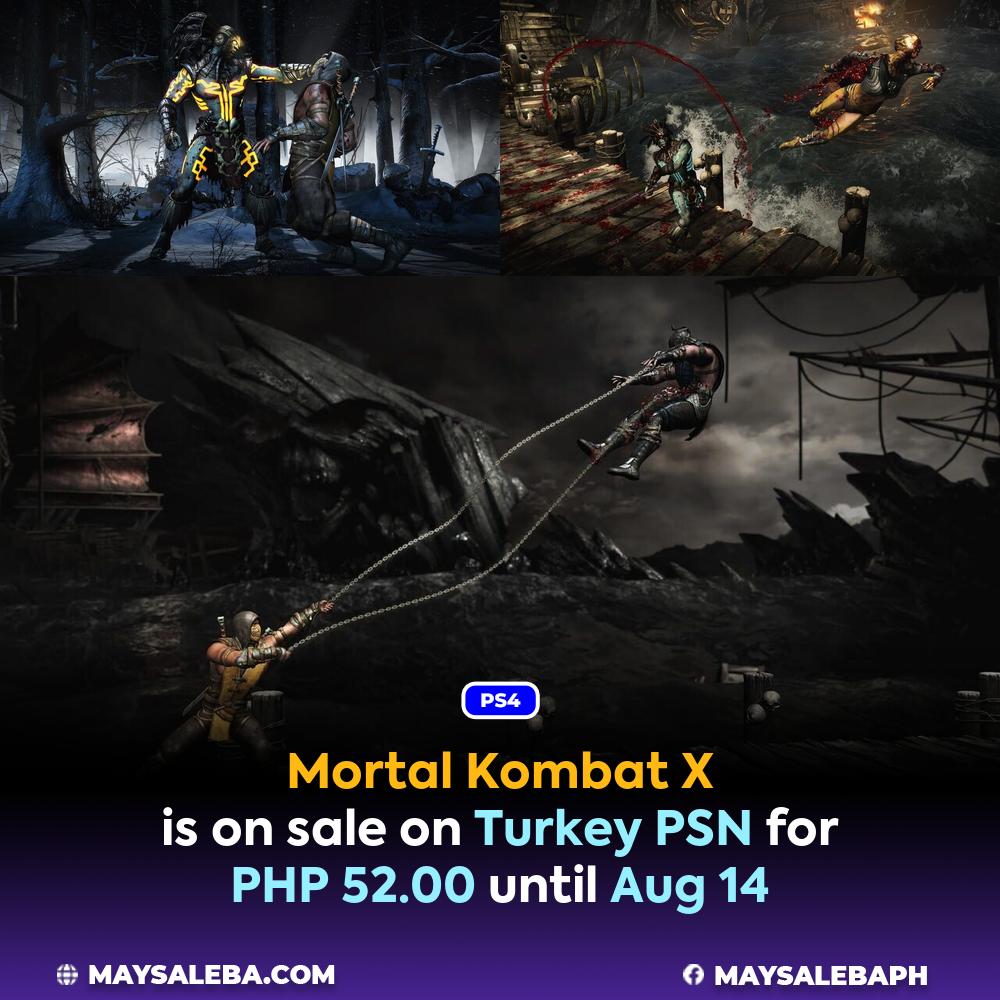 PS4
Mortal Kombat X
is on sale on Turkey PSN for
PHP 52.00 until Aug 14
MAYSALEBA.COM
MAYSALEBAPH